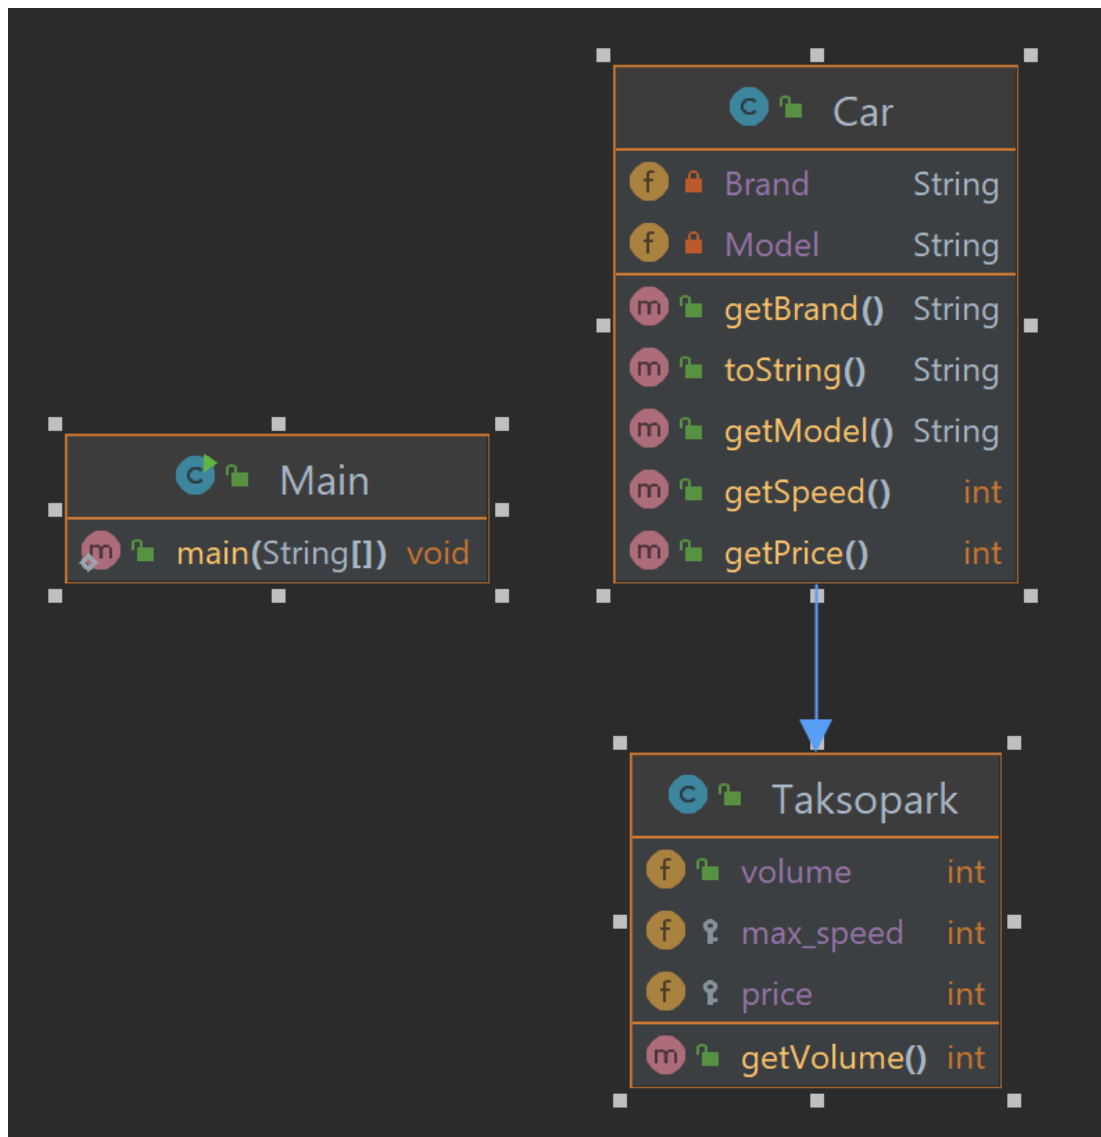 Car
Brand String
Model String
getBrand() String
toString() String
getModel() String
getSpeed() int
getPrice() int
Main
main(String[]) void
Taksopark
volume int
max_speed int
price int
getVolume() int